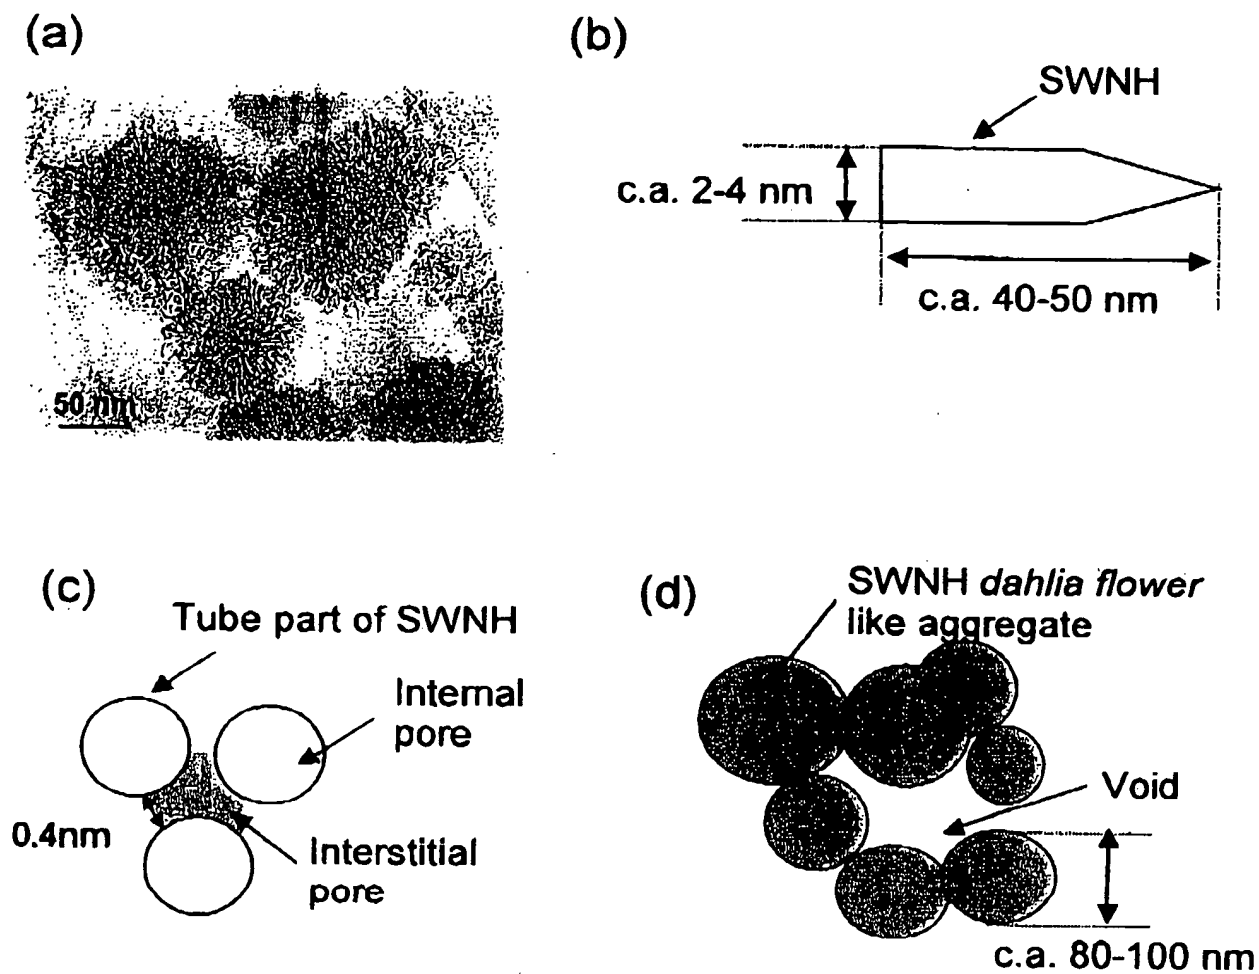 (a)
50 nm
(b)
SWNH
c.a. 2-4 nm
c.a. 40-50 nm
(c)
Tube part of SWNH
Internal
pore
0.4nm
Interstitial
pore
(d)
SWNH dahlia flower
like aggregate
Void
c.a. 80-100 nm